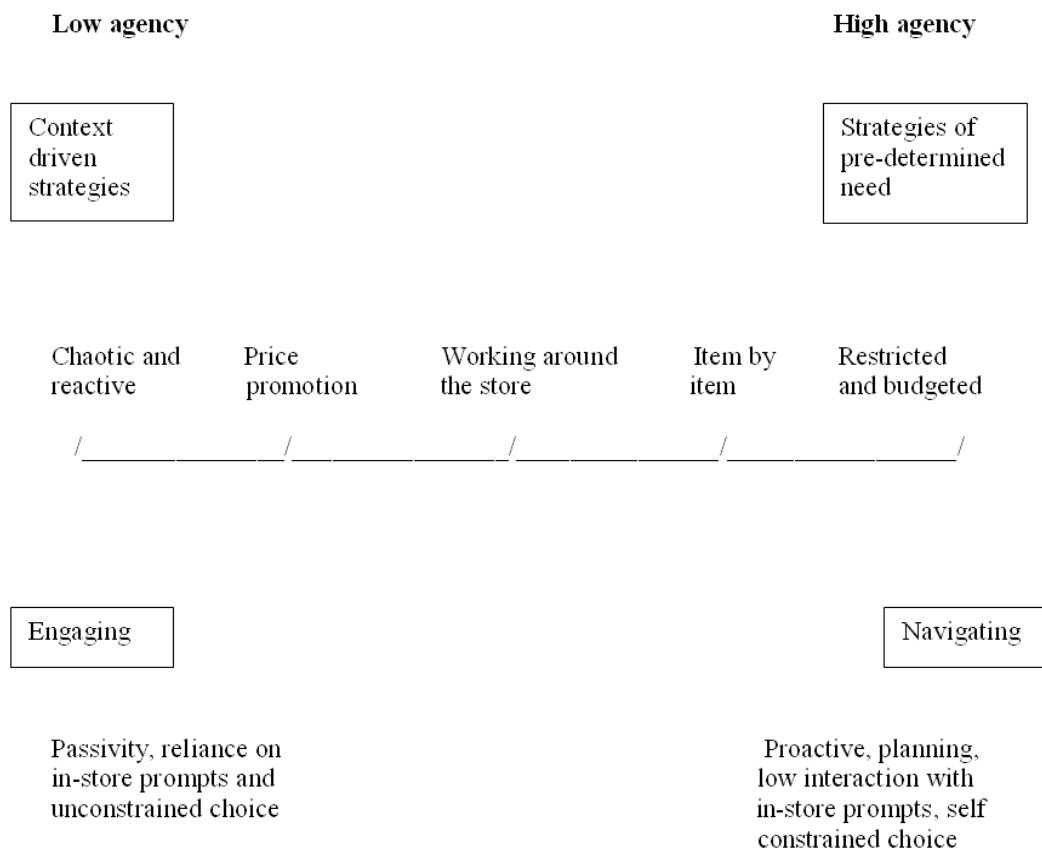 Low agency
High agency
Context
driven
strategies
Strategies of
pre-determined
need
Chaotic and
reactive
Price
promotion
Working around
the store
Item by
item
Restricted
and budgeted
Engaging
Navigating
Passivity, reliance on
in-store prompts and
unconstrained choice
Proactive, planning,
low interaction with
in-store prompts, self
constrained choice